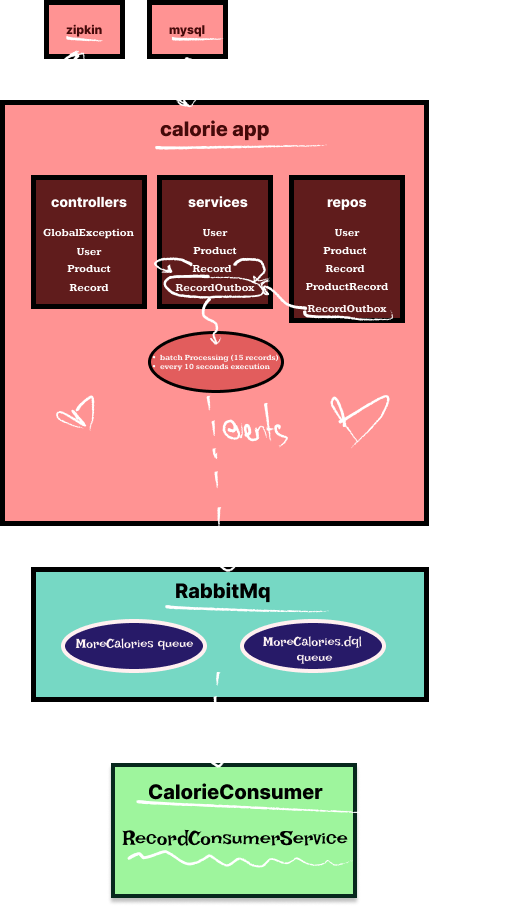 zipkin
mysql
calorie app
controllers
GlobalException
User
Product
Record
services
User
Product
Record
RecordOutbox
repos
User
Product
Record
ProductRecord
RecordOutbox
• batch Processing (15 records)
• every 10 seconds execution
events
RabbitMq
MoreCalories queue
MoreCalories.dql
queue
CalorieConsumer
RecordConsumerService